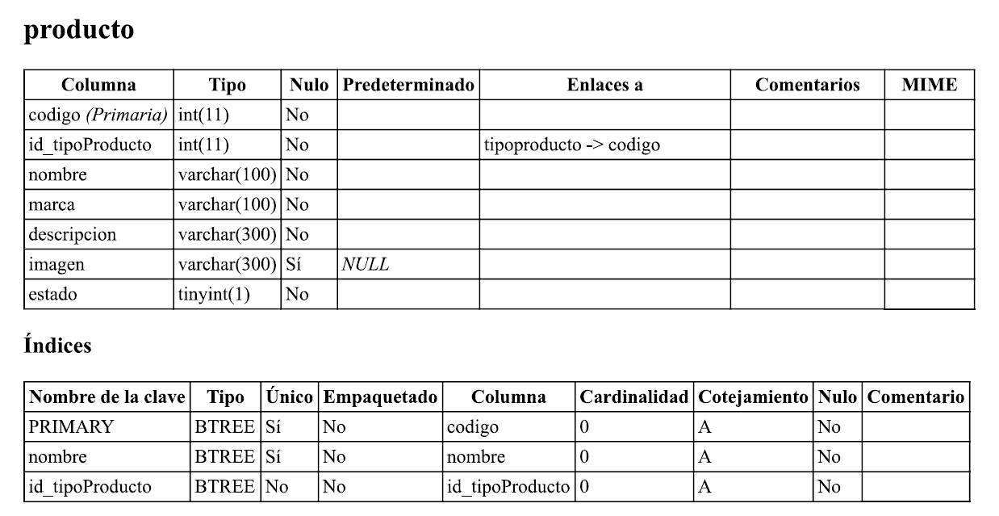 producto
Columna Tipo Nulo Predeterminado Enlaces a Comentarios MIME
codigo (Primaria) int(11) No
id_tipoProducto int(11) No tipoproducto -> codigo
nombre varchar(100) No
marca varchar(100) No
descripcion varchar(300) No
imagen varchar(300) Sí NULL
estado tinyint(1) No
Índices
Nombre de la clave Tipo Único Empaquetado Columna Cardinalidad Cotejamiento Nulo Comentario
PRIMARY BTREE Sí No codigo 0 A No
nombre BTREE Sí No nombre 0 A No
id_tipoProducto BTREE No No id_tipoProducto 0 A No